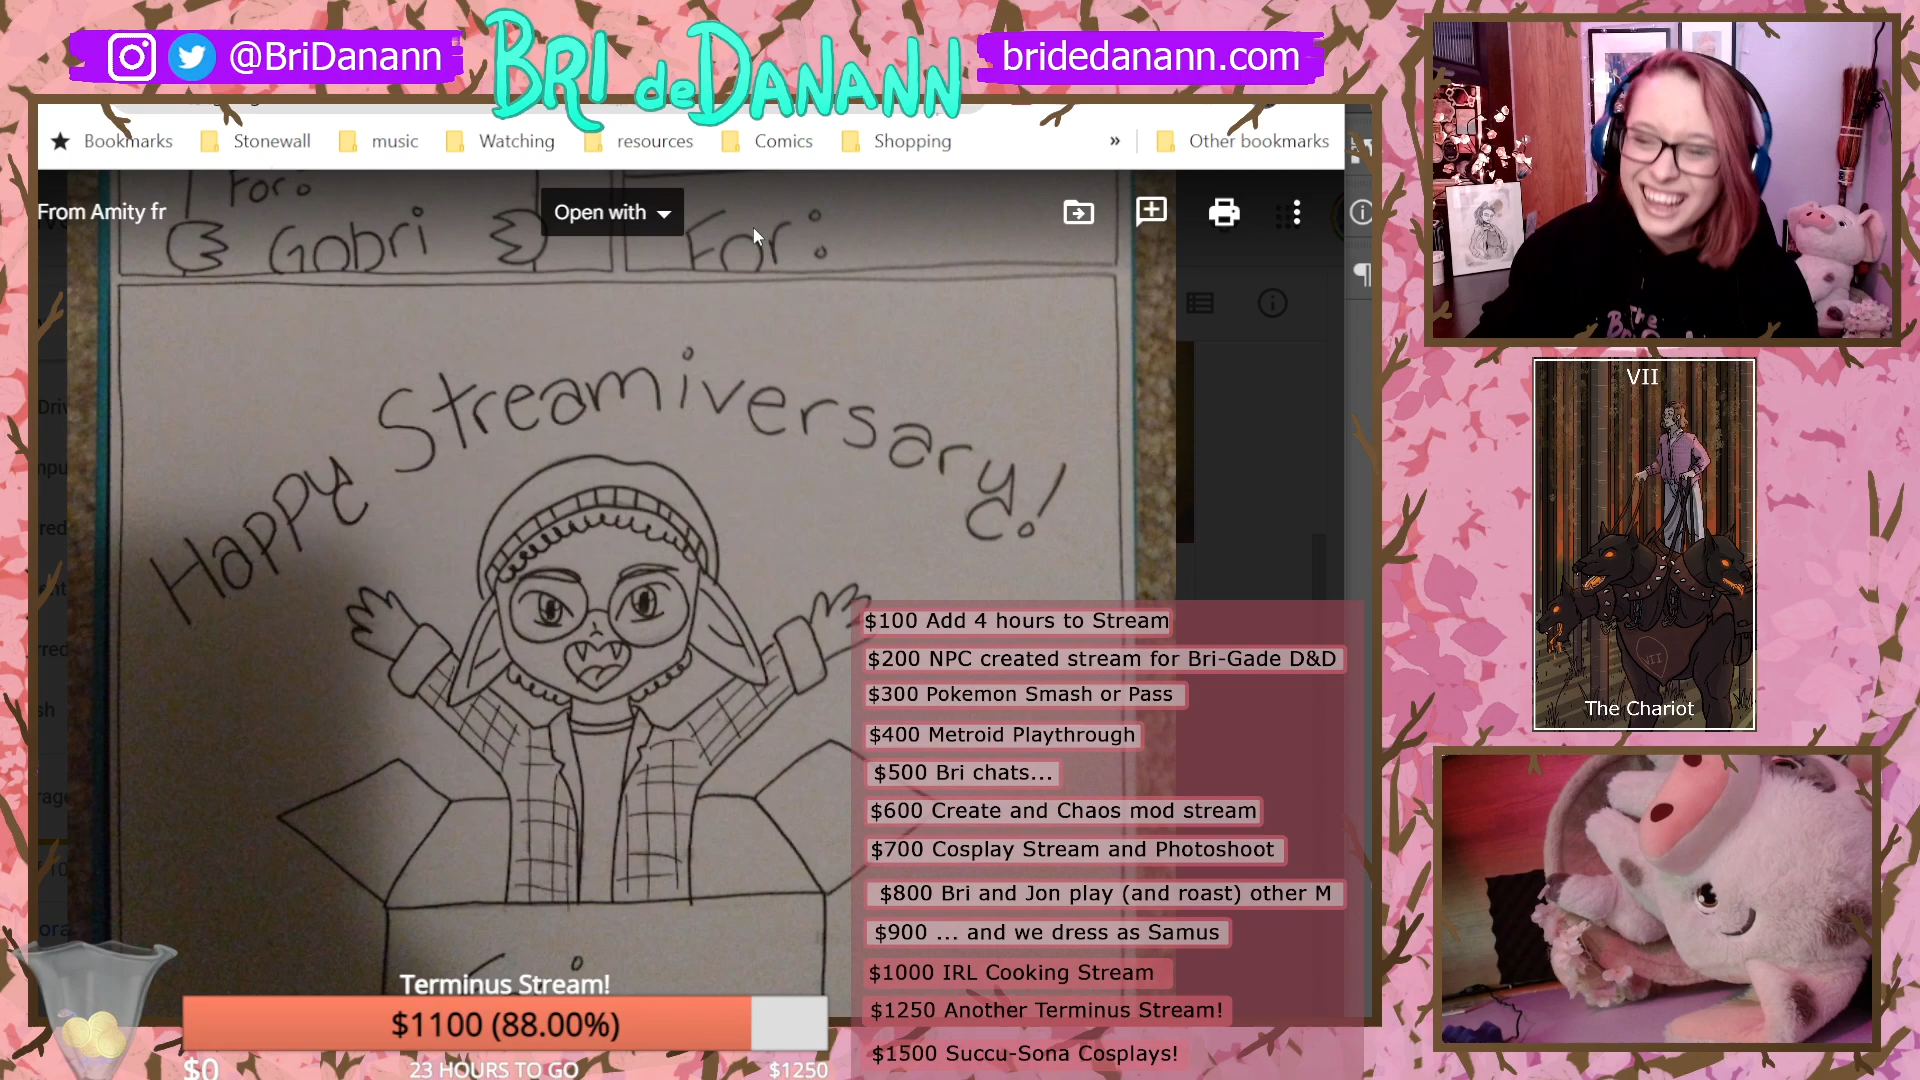 @BriDanann
BRI deDANANN
bridedanann.com
Bookmarks
Stonewall
music
Watching
resources
Comics
Shopping
»
Other bookmarks
From Amity fr
Open with
For:
Gobri
For:
Happy Streamiversary!
$100 Add 4 hours to Stream
$200 NPC created stream for Bri-Gade D&D
$300 Pokemon Smash or Pass
$400 Metroid Playthrough
$500 Bri chats...
$600 Create and Chaos mod stream
$700 Cosplay Stream and Photoshoot
$800 Bri and Jon play (and roast) other M
$900 ... and we dress as Samus
$1000 IRL Cooking Stream
$1250 Another Terminus Stream!
$1500 Succu-Sona Cosplays!
Terminus Stream!
$1100 (88.00%)
$0
23 HOURS TO GO
$1250
The
VII
VII
The Chariot